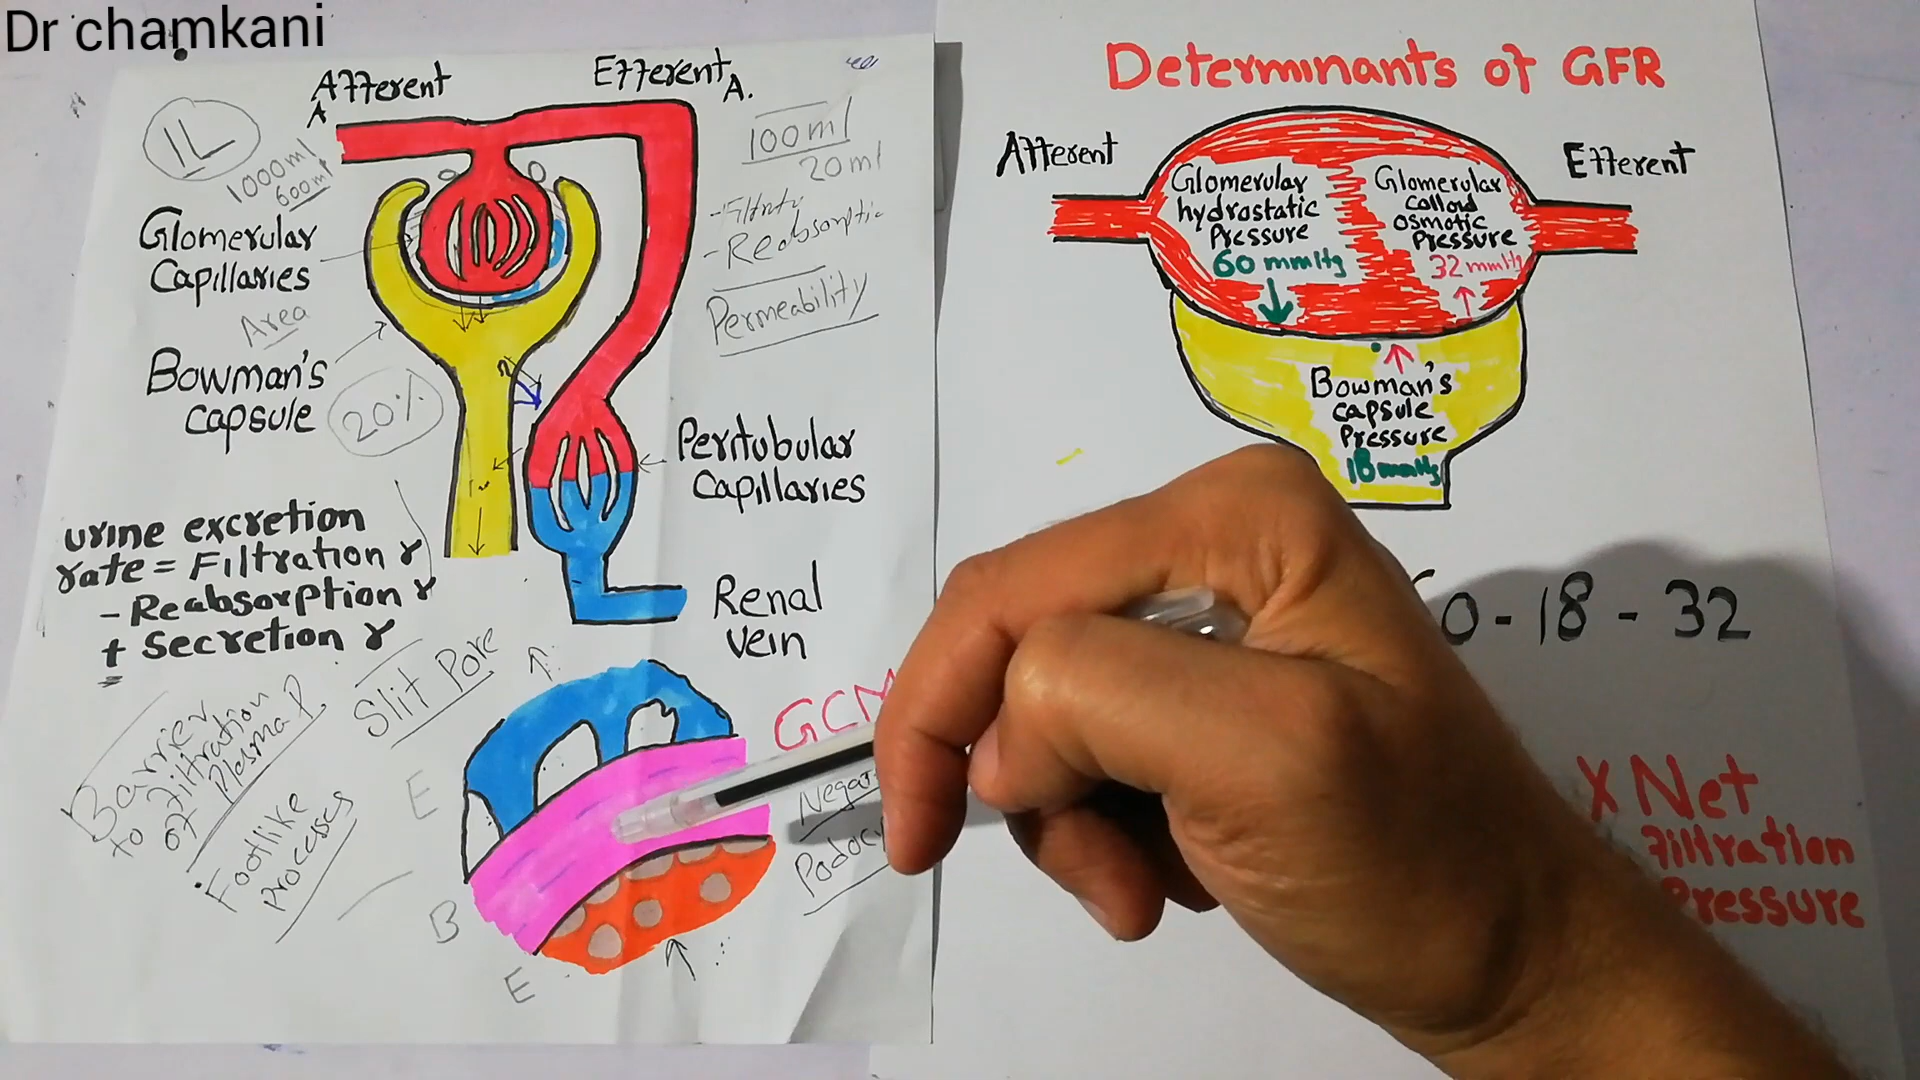 Dr chamkani
Afferent
A
Efferent
A.
1L
1000ml
600ml
100ml
20ml
Reabsorptio
Permeability
Glomerular
Capillaries
Area
Bowman's
capsule
20%
Peritubular
Capillaries
urine excretion
rate = Filtration r
- Reabsorption r
+ Secretion r
Renal
vein
Slit Pore
Barrier
to Filtration
of Plasma P.
Footlike
Processes
E
B
E
GCM
Negat
Podocy
Determinants of GFR
Afferent
Efferent
Glomerular
hydrostatic
Pressure
60 mmHg
Glomerular
colloid
osmotic
Pressure
32 mmHg
Bowman's
capsule
Pressure
18 mmHg
0 - 18 - 32
X Net
Filtration
Pressure